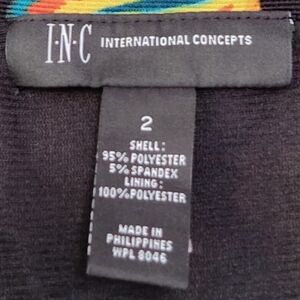 I·N·C INTERNATIONAL CONCEPTS
2
SHELL:
95% POLYESTER
5% SPANDEX
LINING:
100% POLYESTER
MADE IN
PHILIPPINES
WPL 8046